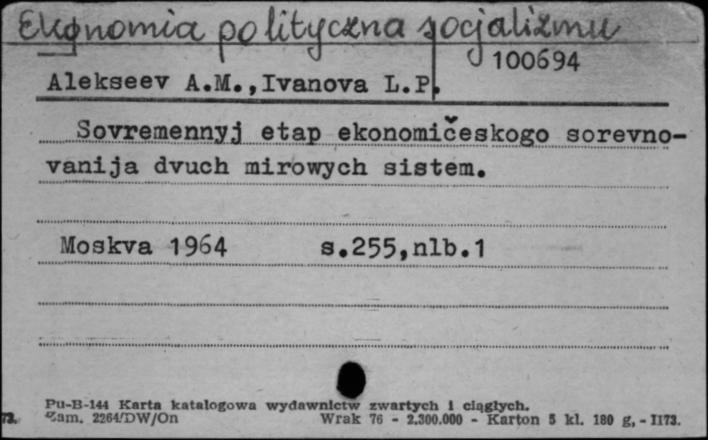 Ekonomia polityczna socjalizmu
100694
Alekseev A.M.,Ivanova L.P.
Sovremennyj etap ekonomičeskogo sorevno-
vanija dvuch mirowych sistem.
Moskva 1964 s.255,nlb.1
Pu-B-144 Karta katalogowa wydawnictw zwartych i ciągłych.
Zam. 2264/DW/On Wrak 76 - 2.300.000 - Karton 5 kl. 180 g, - II73.